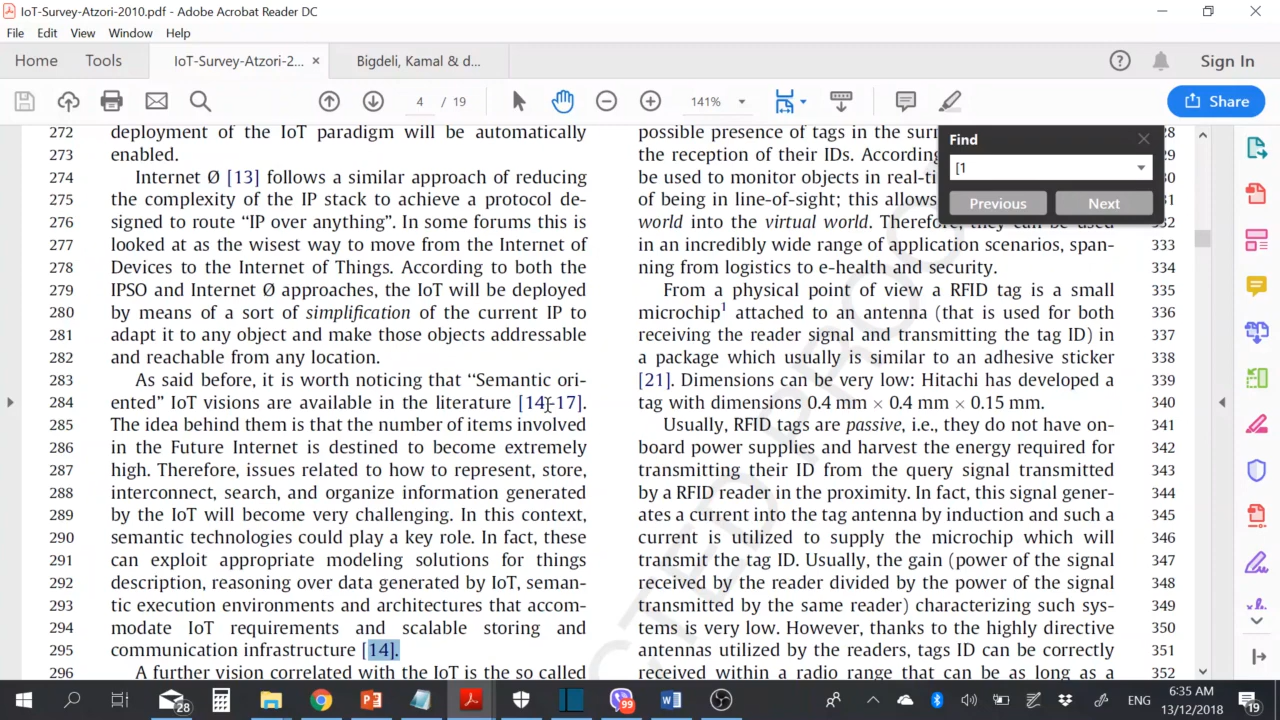 IoT-Survey-Atzori-2010.pdf - Adobe Acrobat Reader DC
File Edit View Window Help
Home Tools IoT-Survey-Atzori-2... × Bigdeli, Kamal & d... Sign In
4 / 19 141% Share
272 deployment of the IoT paradigm will be automatically
273 enabled.
274 Internet Ø [13] follows a similar approach of reducing
275 the complexity of the IP stack to achieve a protocol de-
276 signed to route “IP over anything”. In some forums this is
277 looked at as the wisest way to move from the Internet of
278 Devices to the Internet of Things. According to both the
279 IPSO and Internet Ø approaches, the IoT will be deployed
280 by means of a sort of simplification of the current IP to
281 adapt it to any object and make those objects addressable
282 and reachable from any location.
283 As said before, it is worth noticing that “Semantic ori-
284 ented” IoT visions are available in the literature [14–17].
285 The idea behind them is that the number of items involved
286 in the Future Internet is destined to become extremely
287 high. Therefore, issues related to how to represent, store,
288 interconnect, search, and organize information generated
289 by the IoT will become very challenging. In this context,
290 semantic technologies could play a key role. In fact, these
291 can exploit appropriate modeling solutions for things
292 description, reasoning over data generated by IoT, seman-
293 tic execution environments and architectures that accom-
294 modate IoT requirements and scalable storing and
295 communication infrastructure [14].
296 A further vision correlated with the IoT is the so called
possible presence of tags in the surr 28
the reception of their IDs. According 29
be used to monitor objects in real-ti
of being in line-of-sight; this allows 31
world into the virtual world. Therefore, they can be used 332
in an incredibly wide range of application scenarios, span- 333
ning from logistics to e-health and security. 334
From a physical point of view a RFID tag is a small 335
microchip1 attached to an antenna (that is used for both 336
receiving the reader signal and transmitting the tag ID) in 337
a package which usually is similar to an adhesive sticker 338
[21]. Dimensions can be very low: Hitachi has developed a 339
tag with dimensions 0.4 mm × 0.4 mm × 0.15 mm. 340
Usually, RFID tags are passive, i.e., they do not have on- 341
board power supplies and harvest the energy required for 342
transmitting their ID from the query signal transmitted 343
by a RFID reader in the proximity. In fact, this signal gener- 344
ates a current into the tag antenna by induction and such a 345
current is utilized to supply the microchip which will 346
transmit the tag ID. Usually, the gain (power of the signal 347
received by the reader divided by the power of the signal 348
transmitted by the same reader) characterizing such sys- 349
tems is very low. However, thanks to the highly directive 350
antennas utilized by the readers, tags ID can be correctly 351
received within a radio range that can be as long as a 352
Find
[1
Previous Next
CTED PROO
28 99 ENG 6:35 AM
13/12/2018 19